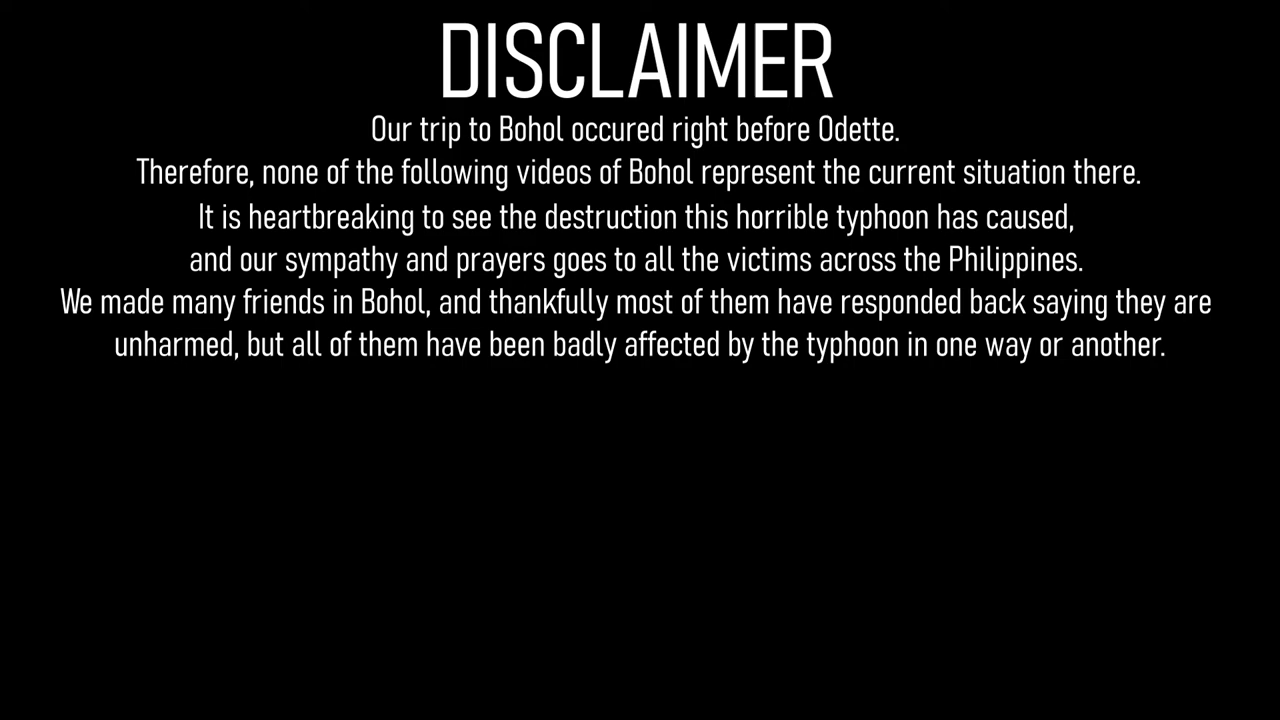 DISCLAIMER
Our trip to Bohol occured right before Odette.
Therefore, none of the following videos of Bohol represent the current situation there.
It is heartbreaking to see the destruction this horrible typhoon has caused,
and our sympathy and prayers goes to all the victims across the Philippines.
We made many friends in Bohol, and thankfully most of them have responded back saying they are
unharmed, but all of them have been badly affected by the typhoon in one way or another.